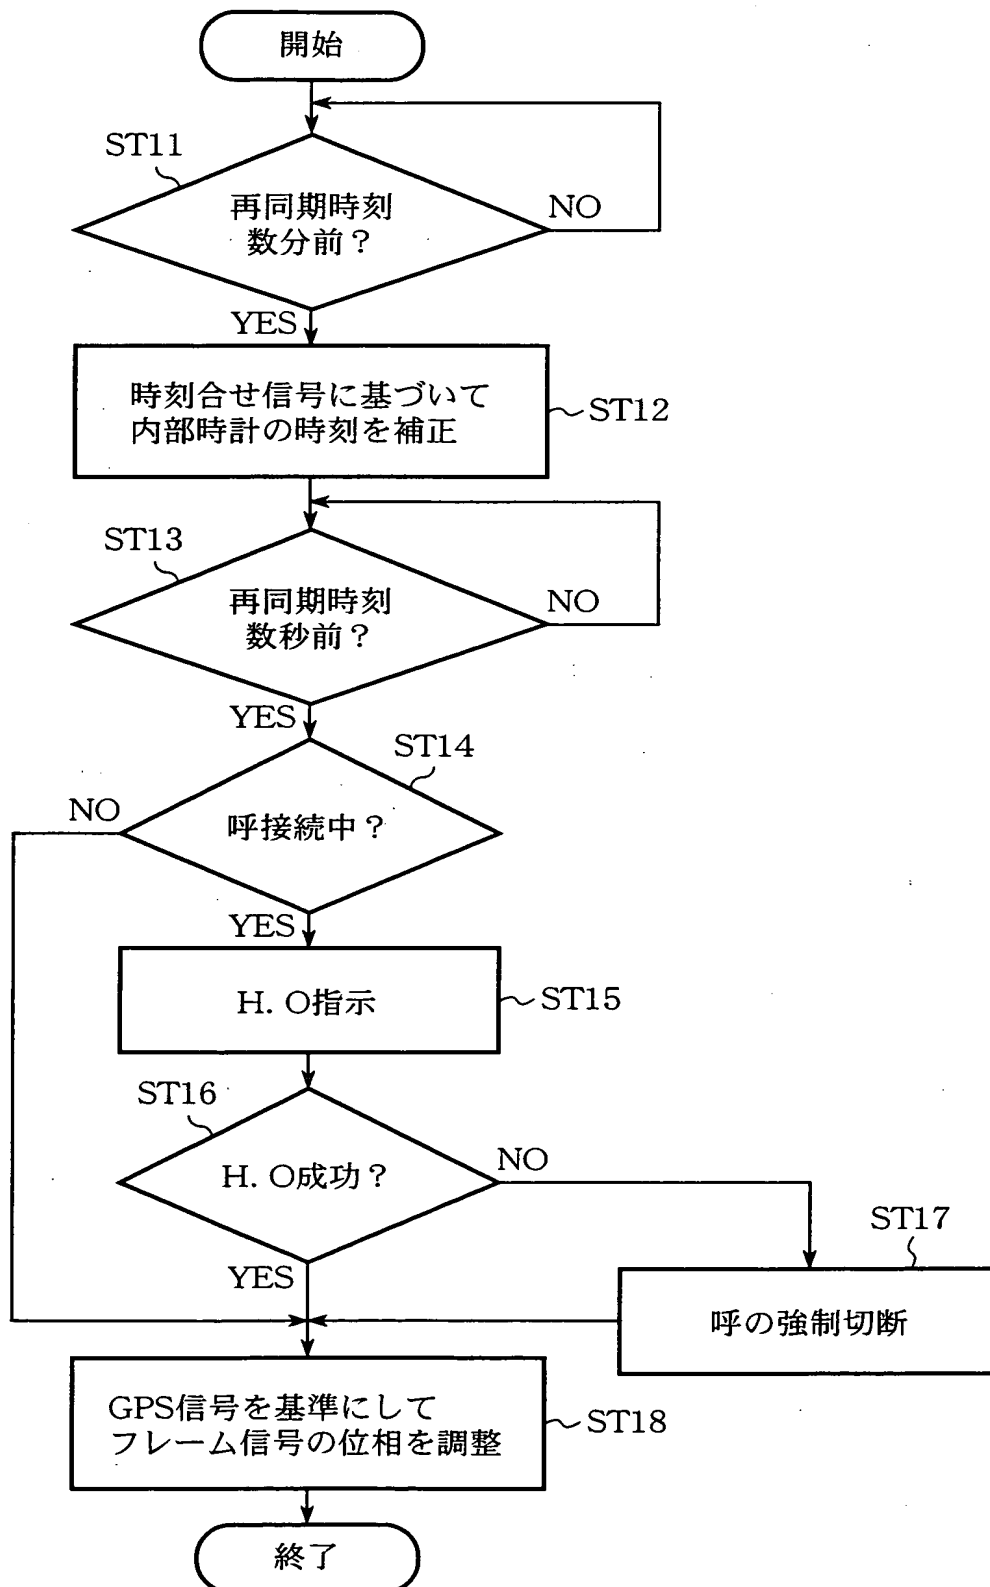 開始
ST11
再同期時刻
数分前？
NO
YES
時刻合せ信号に基づいて
内部時計の時刻を補正
ST12
ST13
再同期時刻
数秒前？
NO
YES
ST14
NO
呼接続中？
YES
H. O指示
ST15
ST16
H. O成功？
NO
YES
ST17
呼の強制切断
GPS信号を基準にして
フレーム信号の位相を調整
ST18
終了